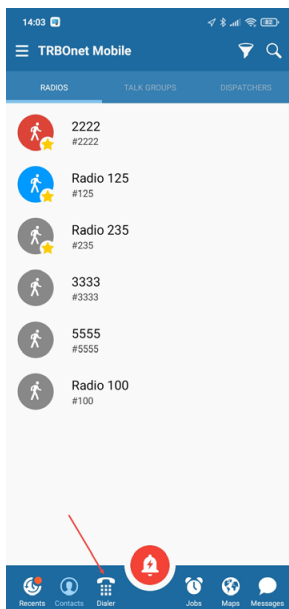 14:03
TRBOnet Mobile
RADIOS
TALK GROUPS
DISPATCHERS
2222
#2222
Radio 125
#125
Radio 235
#235
3333
#3333
5555
#5555
Radio 100
#100
Recents
Contacts
Dialer
Jobs
Maps
Messages